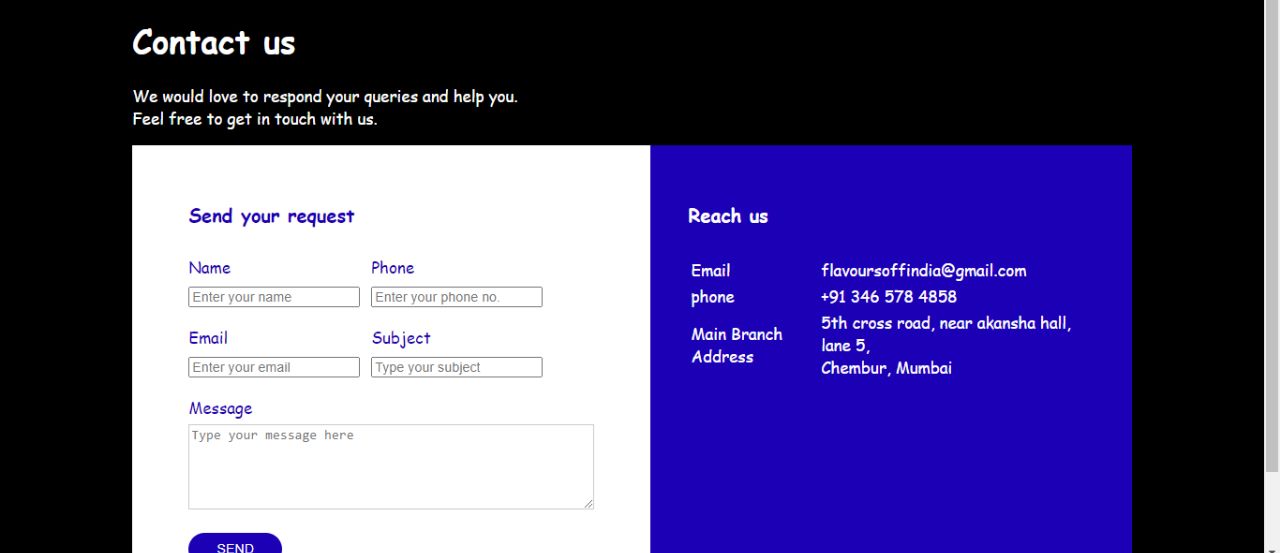 Contact us
We would love to respond your queries and help you.
Feel free to get in touch with us.
Send your request
Name Phone
Enter your name Enter your phone no.
Email Subject
Enter your email Type your subject
Message
Type your message here
SEND
Reach us
Email flavoursoffindia@gmail.com
phone +91 346 578 4858
Main Branch Address 5th cross road, near akansha hall,
lane 5,
Chembur, Mumbai